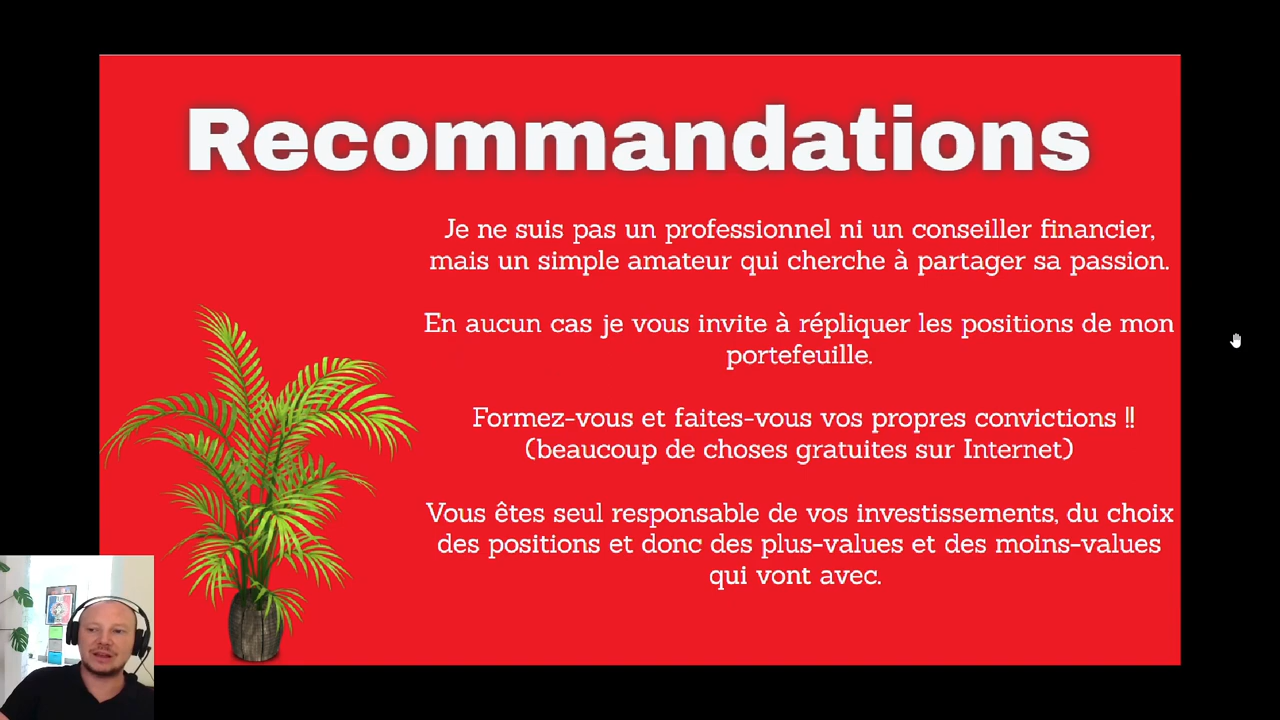 Recommandations
Je ne suis pas un professionnel ni un conseiller financier,
mais un simple amateur qui cherche à partager sa passion.
En aucun cas je vous invite à répliquer les positions de mon
portefeuille.
Formez-vous et faites-vous vos propres convictions !!
(beaucoup de choses gratuites sur Internet)
Vous êtes seul responsable de vos investissements, du choix
des positions et donc des plus-values et des moins-values
qui vont avec.